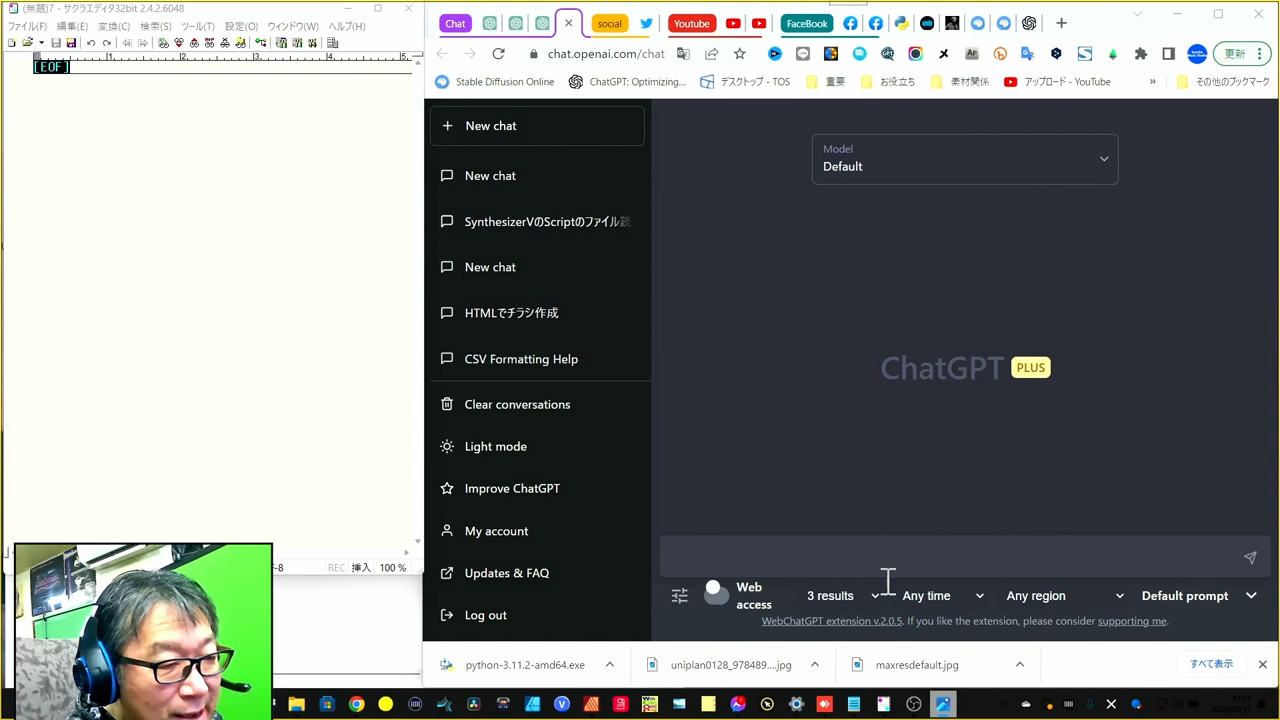 (無題)7 - サクラエディタ32bit 2.4.2.6048
ファイル(F) 編集(E) 変換(C) 検索(S) ツール(T) 設定(O) ウィンドウ(W) ヘルプ(H)
[EOF]
REC 挿入 100 %
Chat
social
Youtube
FaceBook
chat.openai.com/chat
更新
Stable Diffusion Online
ChatGPT: Optimizing...
デスクトップ - TOS
重要
お役立ち
素材関係
アップロード - YouTube
»
その他のブックマーク
New chat
New chat
SynthesizerVのScriptのファイル読
New chat
HTMLでチラシ作成
CSV Formatting Help
Clear conversations
Light mode
Improve ChatGPT
My account
Updates & FAQ
Log out
Model
Default
ChatGPT PLUS
Web access
3 results
Any time
Any region
Default prompt
WebChatGPT extension v.2.0.5. If you like the extension, please consider supporting me.
python-3.11.2-amd64.exe
uniplan0128_978489....jpg
maxresdefault.jpg
すべて表示